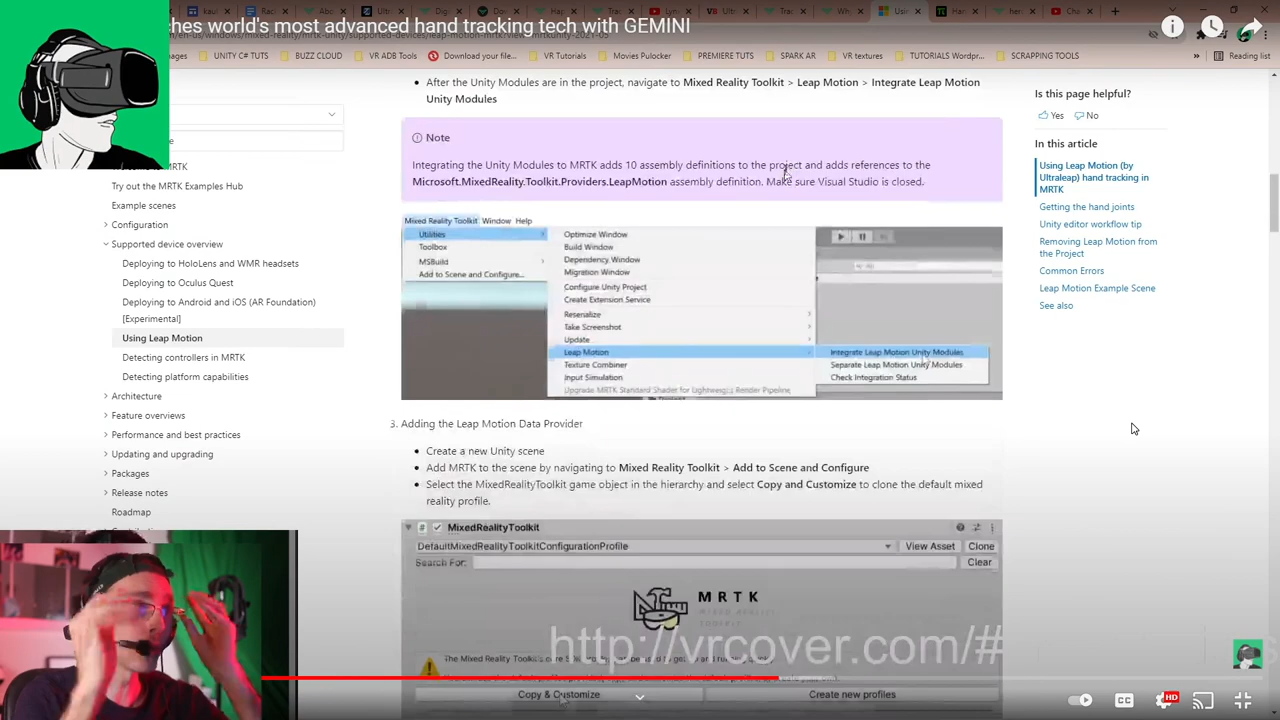 ches world's most advanced hand tracking tech with GEMINI
UNITY C# TUTS
BUZZ CLOUD
VR ADB Tools
Download your file...
VR Tutorials
Movies Pulocker
PREMIERE TUTS
SPARK AR
VR textures
TUTORIALS Wordpr...
SCRAPTING TOOLS
»
Reading list
Try out the MRTK Examples Hub
Example scenes
Configuration
Supported device overview
Deploying to HoloLens and WMR headsets
Deploying to Oculus Quest
Deploying to Android and iOS (AR Foundation)
[Experimental]
Using Leap Motion
Detecting controllers in MRTK
Detecting platform capabilities
Architecture
Feature overviews
Performance and best practices
Updating and upgrading
Packages
Release notes
Roadmap
• After the Unity Modules are in the project, navigate to Mixed Reality Toolkit > Leap Motion > Integrate Leap Motion
Unity Modules
Note
Integrating the Unity Modules to MRTK adds 10 assembly definitions to the project and adds references to the
Microsoft.MixedReality.Toolkit.Providers.LeapMotion assembly definition. Make sure Visual Studio is closed.
Mixed Reality Toolkit Window Help
Utilities
Toolbox
MSBuild
Add to Scene and Configure...
Optimize Window
Build Window
Dependency Window
Migration Window
Configure Unity Project
Create Extension Service
Reserialize
Take Screenshot
Update
Leap Motion
Texture Combiner
Input Simulation
Upgrade MRTK Standard Shader for Lightweight Render Pipeline
Integrate Leap Motion Unity Modules
Separate Leap Motion Unity Modules
Check Integration Status
3. Adding the Leap Motion Data Provider
• Create a new Unity scene
• Add MRTK to the scene by navigating to Mixed Reality Toolkit > Add to Scene and Configure
• Select the MixedRealityToolkit game object in the hierarchy and select Copy and Customize to clone the default mixed
reality profile.
MixedRealityToolkit
DefaultMixedRealityToolkitConfigurationProfile
View Asset
Clone
Search For:
Clear
MRTK
MIXED REALITY
TOOLKIT
http://vrcover.com/#
Copy & Customize
Create new profiles
Is this page helpful?
Yes
No
In this article
Using Leap Motion (by
Ultraleap) hand tracking in
MRTK
Getting the hand joints
Unity editor workflow tip
Removing Leap Motion from
the Project
Common Errors
Leap Motion Example Scene
See also
CC
HD